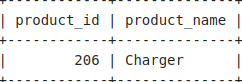 | product_id | product_name |
+------------+--------------+
| 206 | Charger |
+------------+--------------+